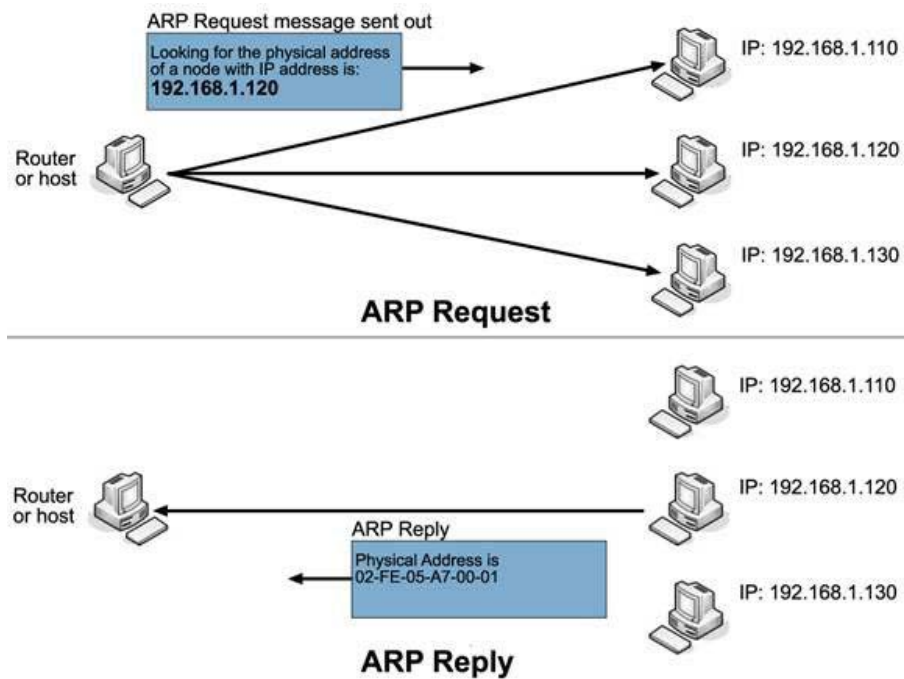 ARP Request message sent out
Looking for the physical address
of a node with IP address is:
192.168.1.120
Router
or host
IP: 192.168.1.110
IP: 192.168.1.120
IP: 192.168.1.130
ARP Request
IP: 192.168.1.110
Router
or host
IP: 192.168.1.120
ARP Reply
Physical Address is
02-FE-05-A7-00-01
IP: 192.168.1.130
ARP Reply